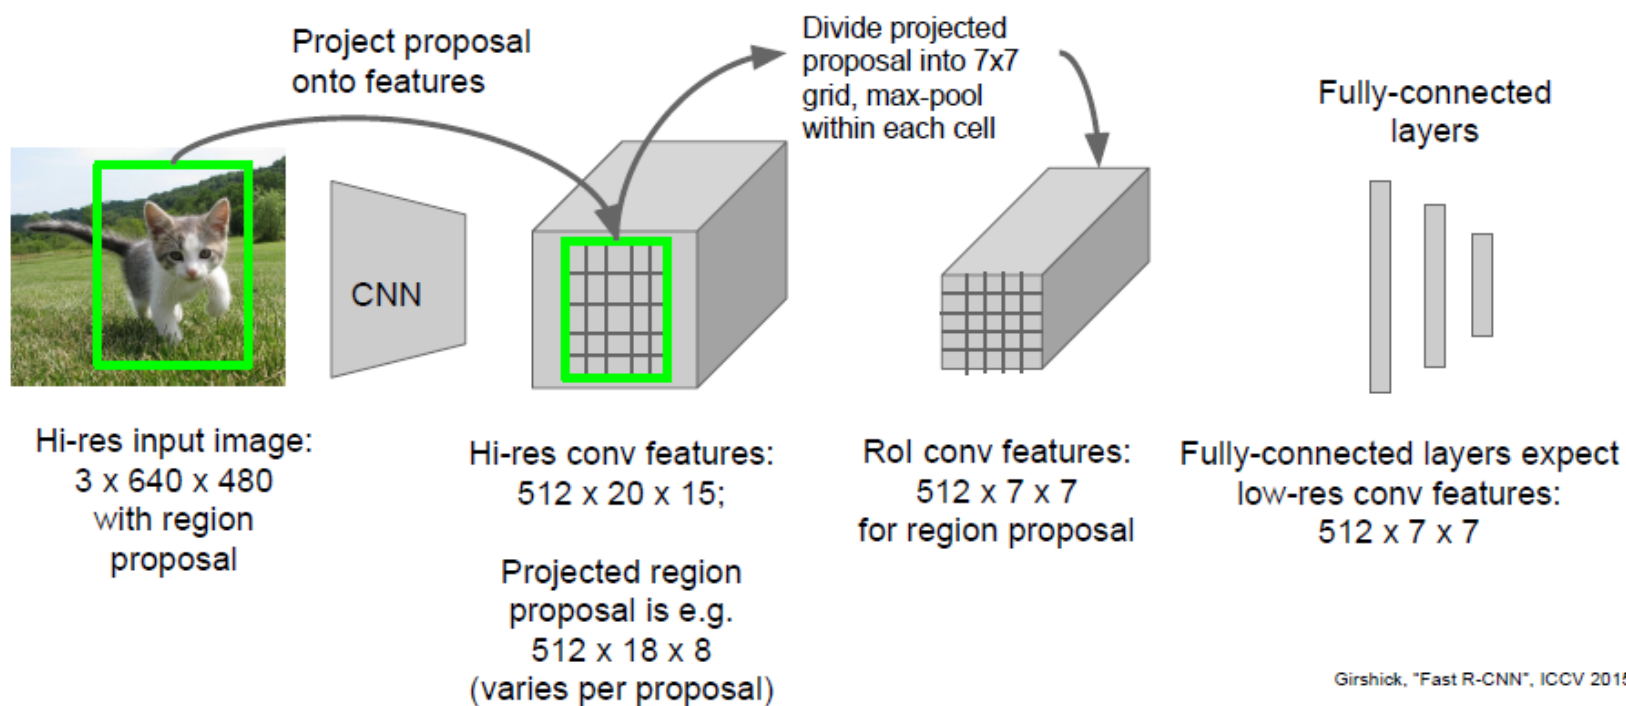 Project proposal
onto features
Divide projected
proposal into 7x7
grid, max-pool
within each cell
Fully-connected
layers
CNN
Hi-res input image:
3 x 640 x 480
with region
proposal
Hi-res conv features:
512 x 20 x 15;
Projected region
proposal is e.g.
512 x 18 x 8
(varies per proposal)
RoI conv features:
512 x 7 x 7
for region proposal
Fully-connected layers expect
low-res conv features:
512 x 7 x 7
Girshick, "Fast R-CNN", ICCV 2015